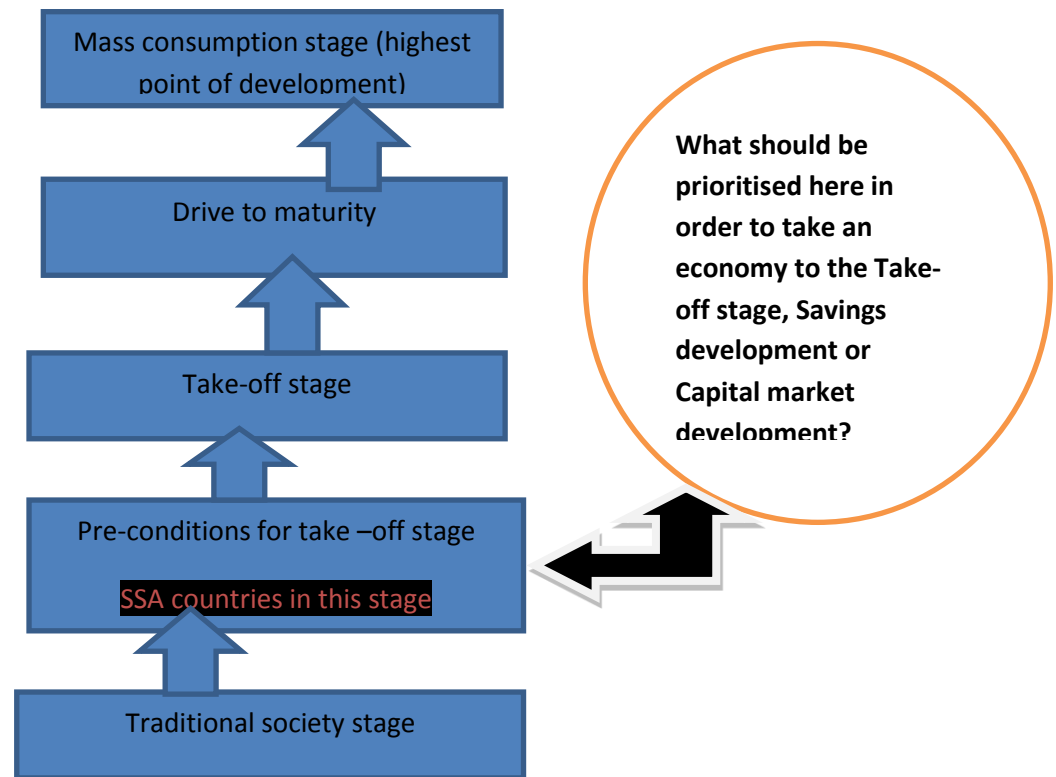 Mass consumption stage (highest
point of development)
Drive to maturity
Take-off stage
Pre-conditions for take –off stage
SSA countries in this stage
Traditional society stage
What should be
prioritised here in
order to take an
economy to the Take-
off stage, Savings
development or
Capital market
development?